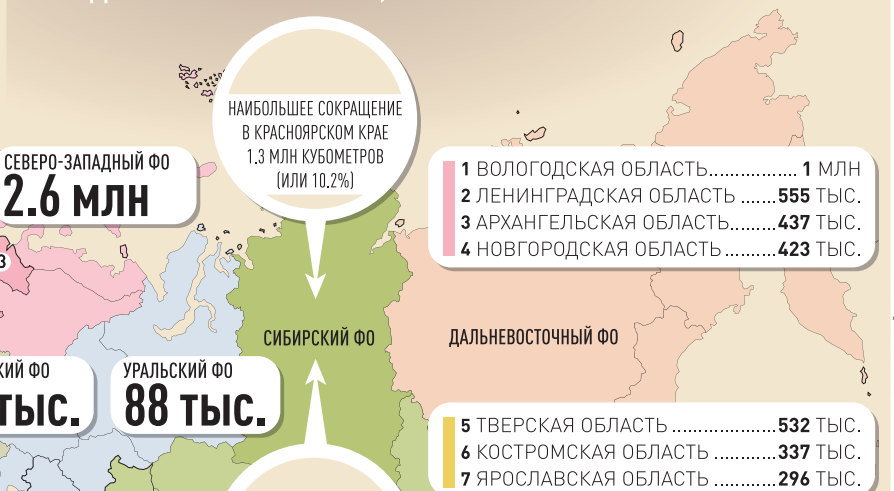 НАИБОЛЬШЕЕ СОКРАЩЕНИЕ
В КРАСНОЯРСКОМ КРАЕ
1.3 МЛН КУБОМЕТРОВ
(ИЛИ 10.2%)
СЕВЕРО-ЗАПАДНЫЙ ФО
2.6 МЛН
1 ВОЛОГОДСКАЯ ОБЛАСТЬ................ 1 МЛН
2 ЛЕНИНГРАДСКАЯ ОБЛАСТЬ ......555 ТЫС.
3 АРХАНГЕЛЬСКАЯ ОБЛАСТЬ........437 ТЫС.
4 НОВГОРОДСКАЯ ОБЛАСТЬ .........423 ТЫС.
3
СИБИРСКИЙ ФО
ДАЛЬНЕВОСТОЧНЫЙ ФО
КИЙ ФО
ТЫС.
УРАЛЬСКИЙ ФО
88 ТЫС.
5 ТВЕРСКАЯ ОБЛАСТЬ ..................532 ТЫС.
6 КОСТРОМСКАЯ ОБЛАСТЬ ...........337 ТЫС.
7 ЯРОСЛАВСКАЯ ОБЛАСТЬ ...........296 ТЫС.